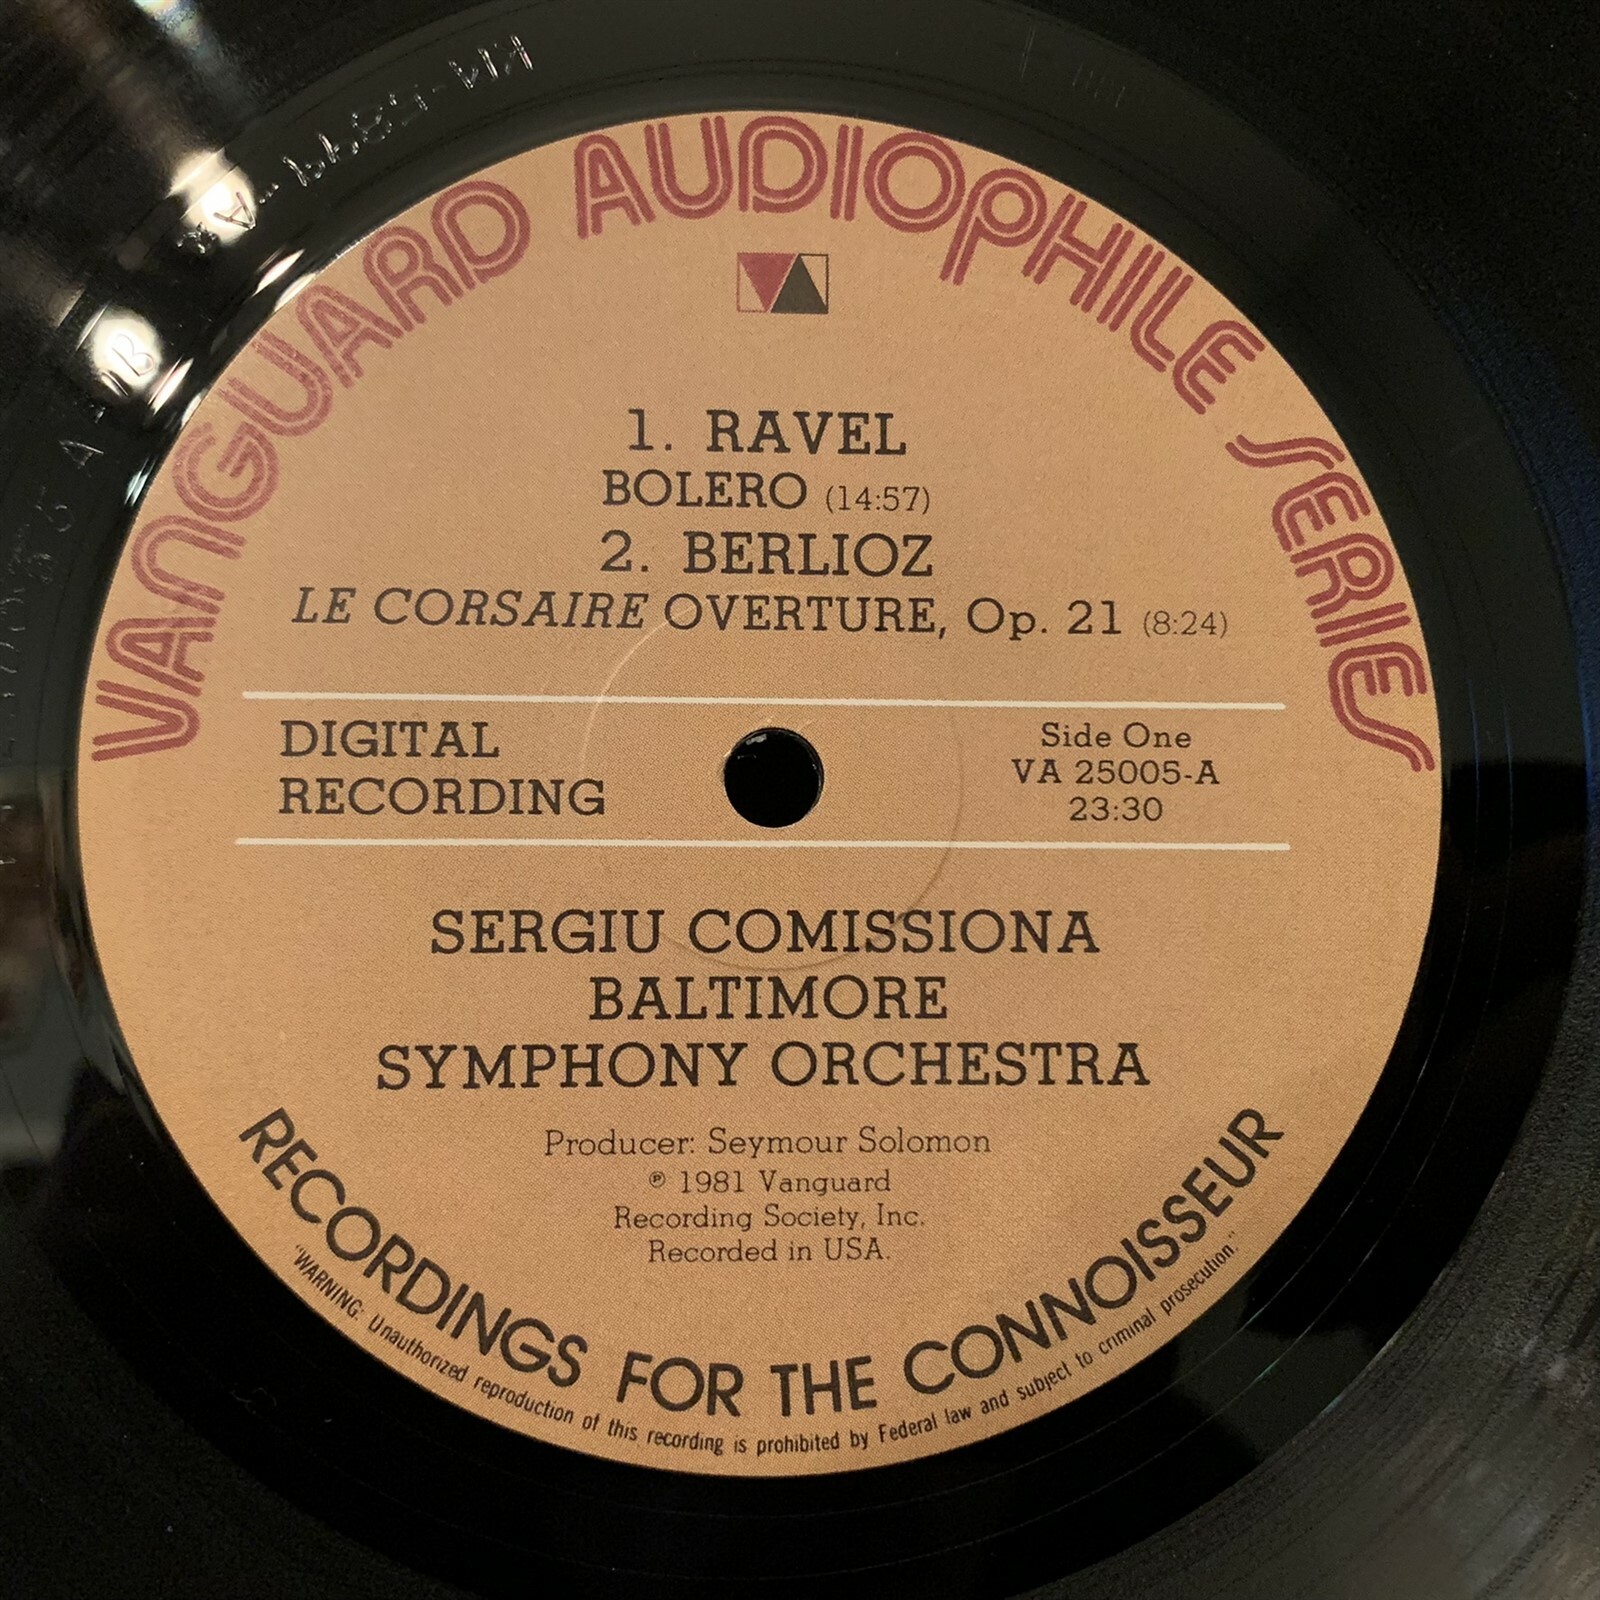 VANGUARD AUDIOPHILE SERIES
1. RAVEL
BOLERO (14:57)
2. BERLIOZ
LE CORSAIRE OVERTURE, Op. 21 (8:24)
DIGITAL
RECORDING
Side One
VA 25005-A
23:30
SERGIU COMISSIONA
BALTIMORE
SYMPHONY ORCHESTRA
Producer: Seymour Solomon
℗ 1981 Vanguard
Recording Society, Inc.
Recorded in USA.
RECORDINGS FOR THE CONNOISSEUR
"WARNING: Unauthorized reproduction of this recording is prohibited by Federal law and subject to criminal prosecution."